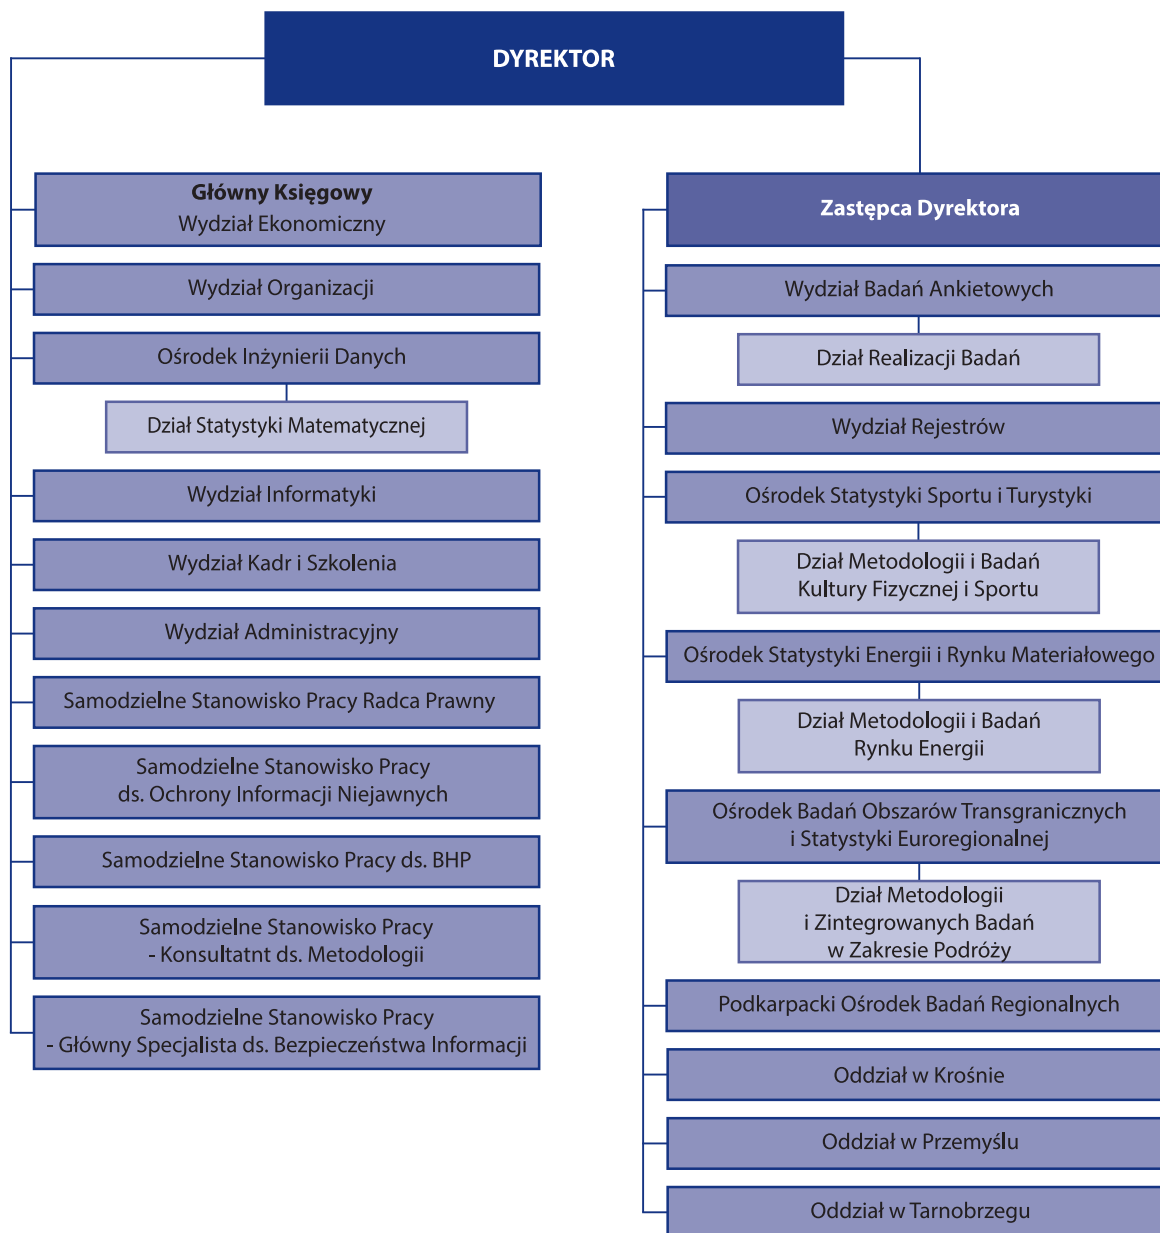 DYREKTOR
Główny Księgowy
Wydział Ekonomiczny
Wydział Organizacji
Ośrodek Inżynierii Danych
Dział Statystyki Matematycznej
Wydział Informatyki
Wydział Kadr i Szkolenia
Wydział Administracyjny
Samodzielne Stanowisko Pracy Radca Prawny
Samodzielne Stanowisko Pracy
ds. Ochrony Informacji Niejawnych
Samodzielne Stanowisko Pracy ds. BHP
Samodzielne Stanowisko Pracy
- Konsultatnt ds. Metodologii
Samodzielne Stanowisko Pracy
- Główny Specjalista ds. Bezpieczeństwa Informacji
Zastępca Dyrektora
Wydział Badań Ankietowych
Dział Realizacji Badań
Wydział Rejestrów
Ośrodek Statystyki Sportu i Turystyki
Dział Metodologii i Badań
Kultury Fizycznej i Sportu
Ośrodek Statystyki Energii i Rynku Materiałowego
Dział Metodologii i Badań
Rynku Energii
Ośrodek Badań Obszarów Transgranicznych
i Statystyki Euroregionalnej
Dział Metodologii
i Zintegrowanych Badań
w Zakresie Podróży
Podkarpacki Ośrodek Badań Regionalnych
Oddział w Krośnie
Oddział w Przemyślu
Oddział w Tarnobrzegu